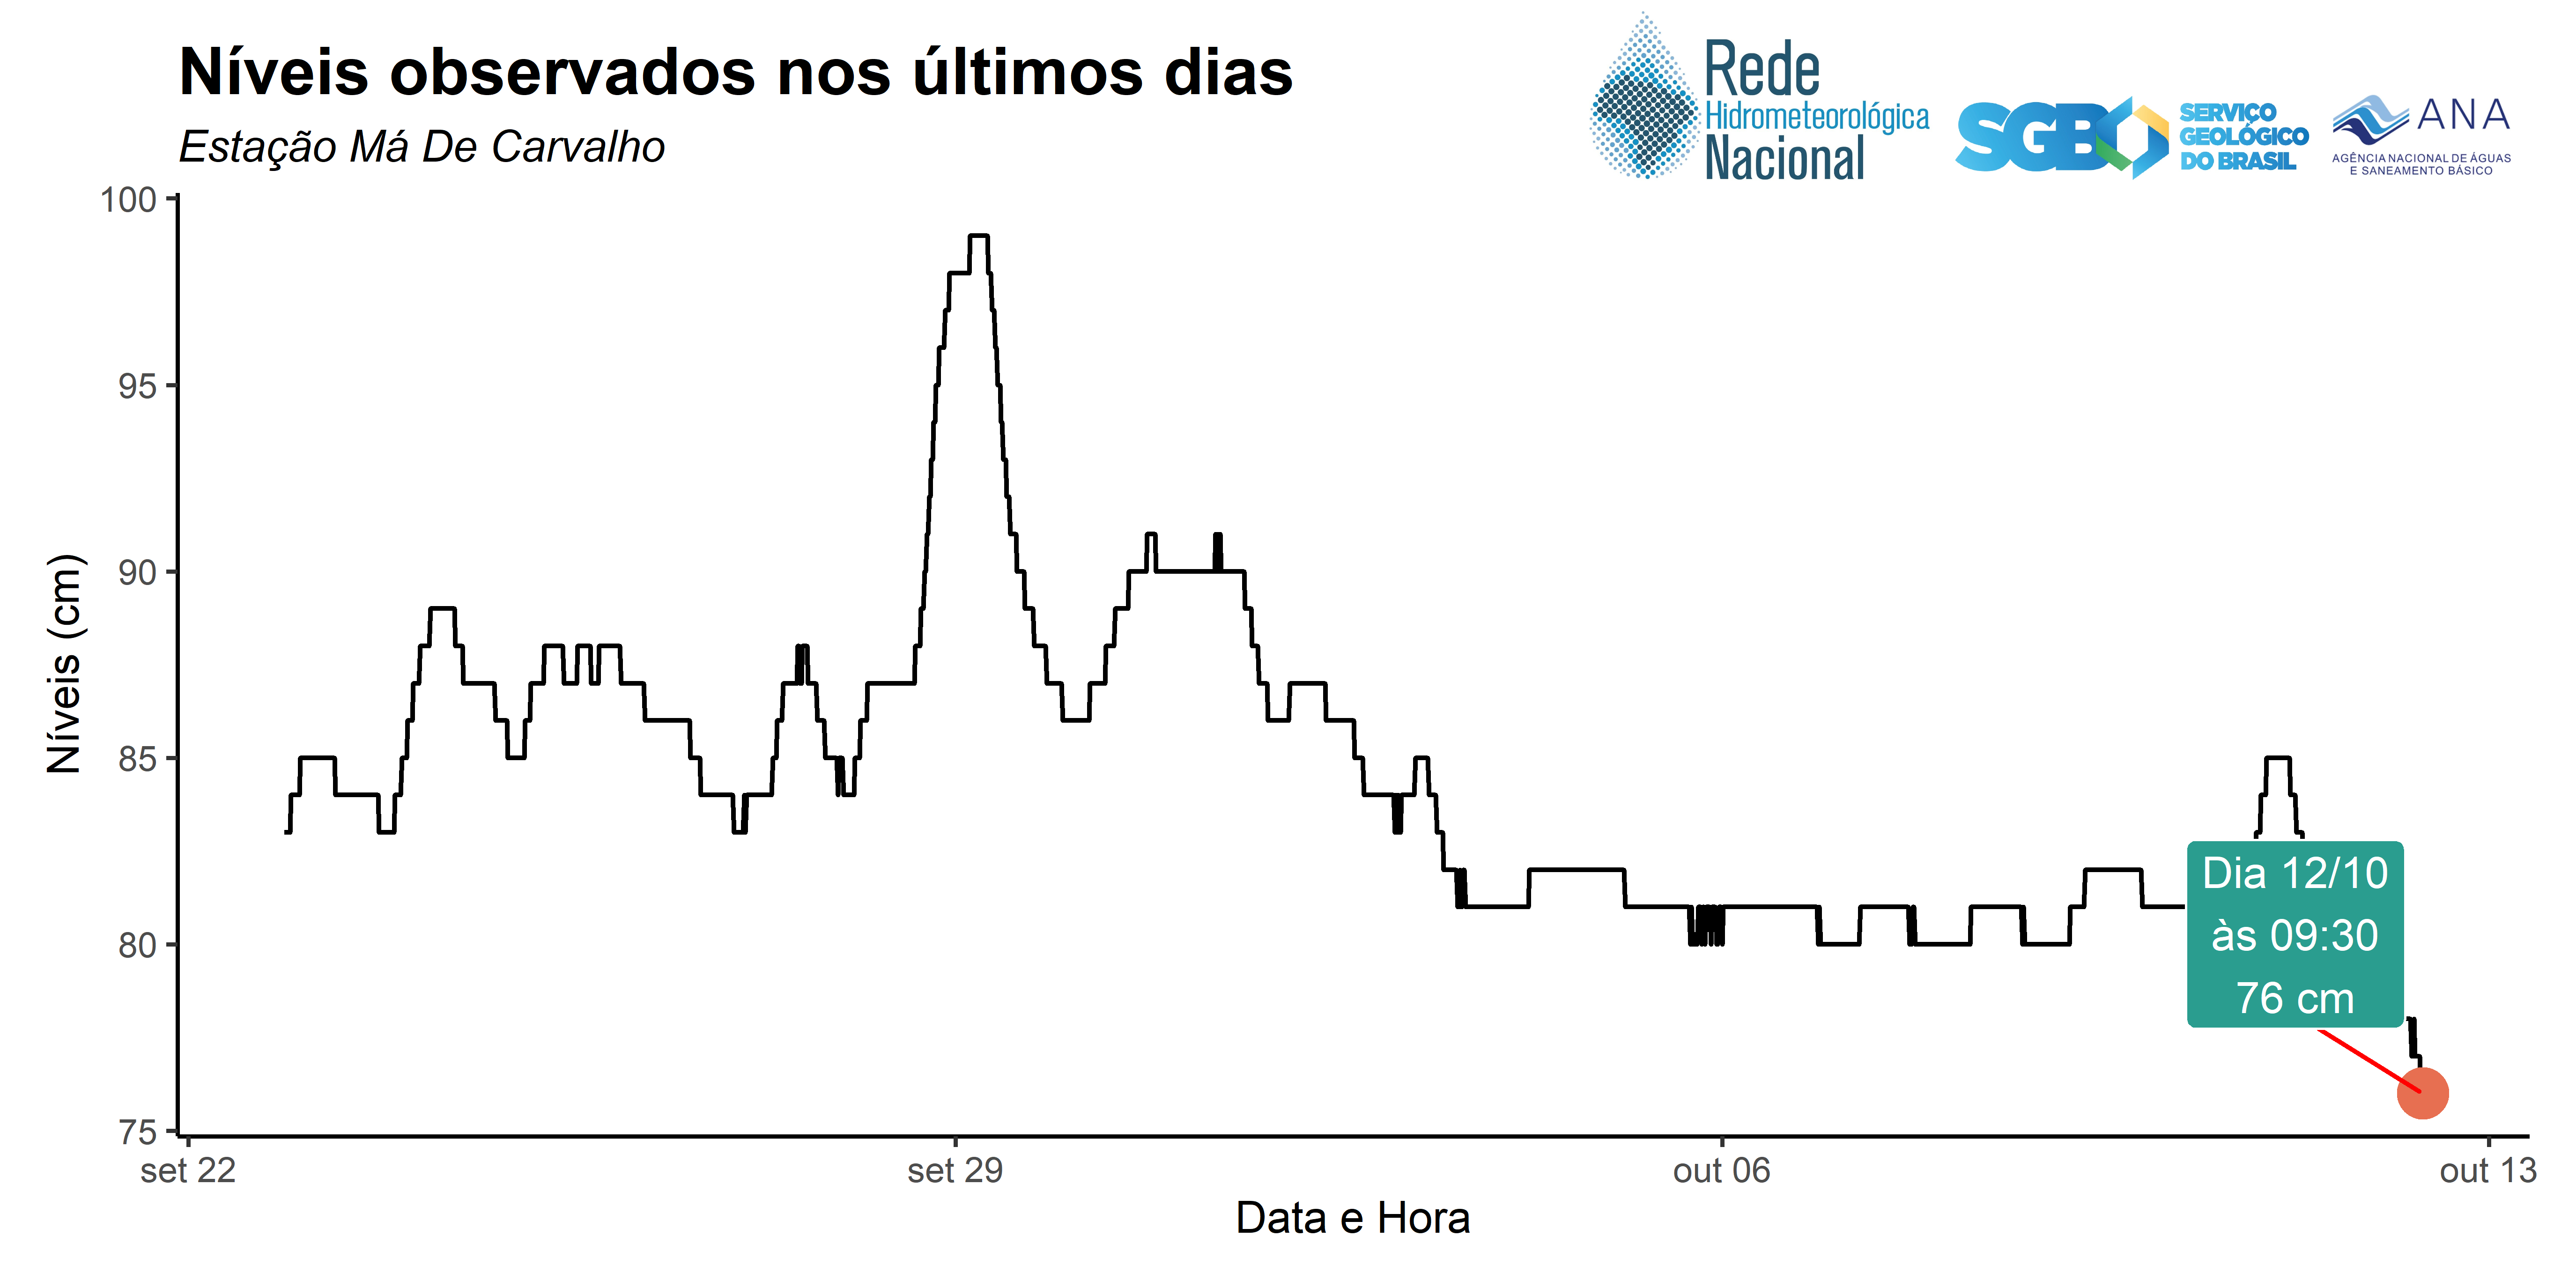 Níveis observados nos últimos dias
Estação Má De Carvalho
Rede
Hidrometeorológica
Nacional
SGB
SERVIÇO
GEOLÓGICO
DO BRASIL
ANA
AGÊNCIA NACIONAL DE ÁGUAS
E SANEAMENTO BÁSICO
Níveis (cm)
100
95
90
85
80
75
Dia 12/10
às 09:30
76 cm
set 22
set 29
out 06
out 13
Data e Hora